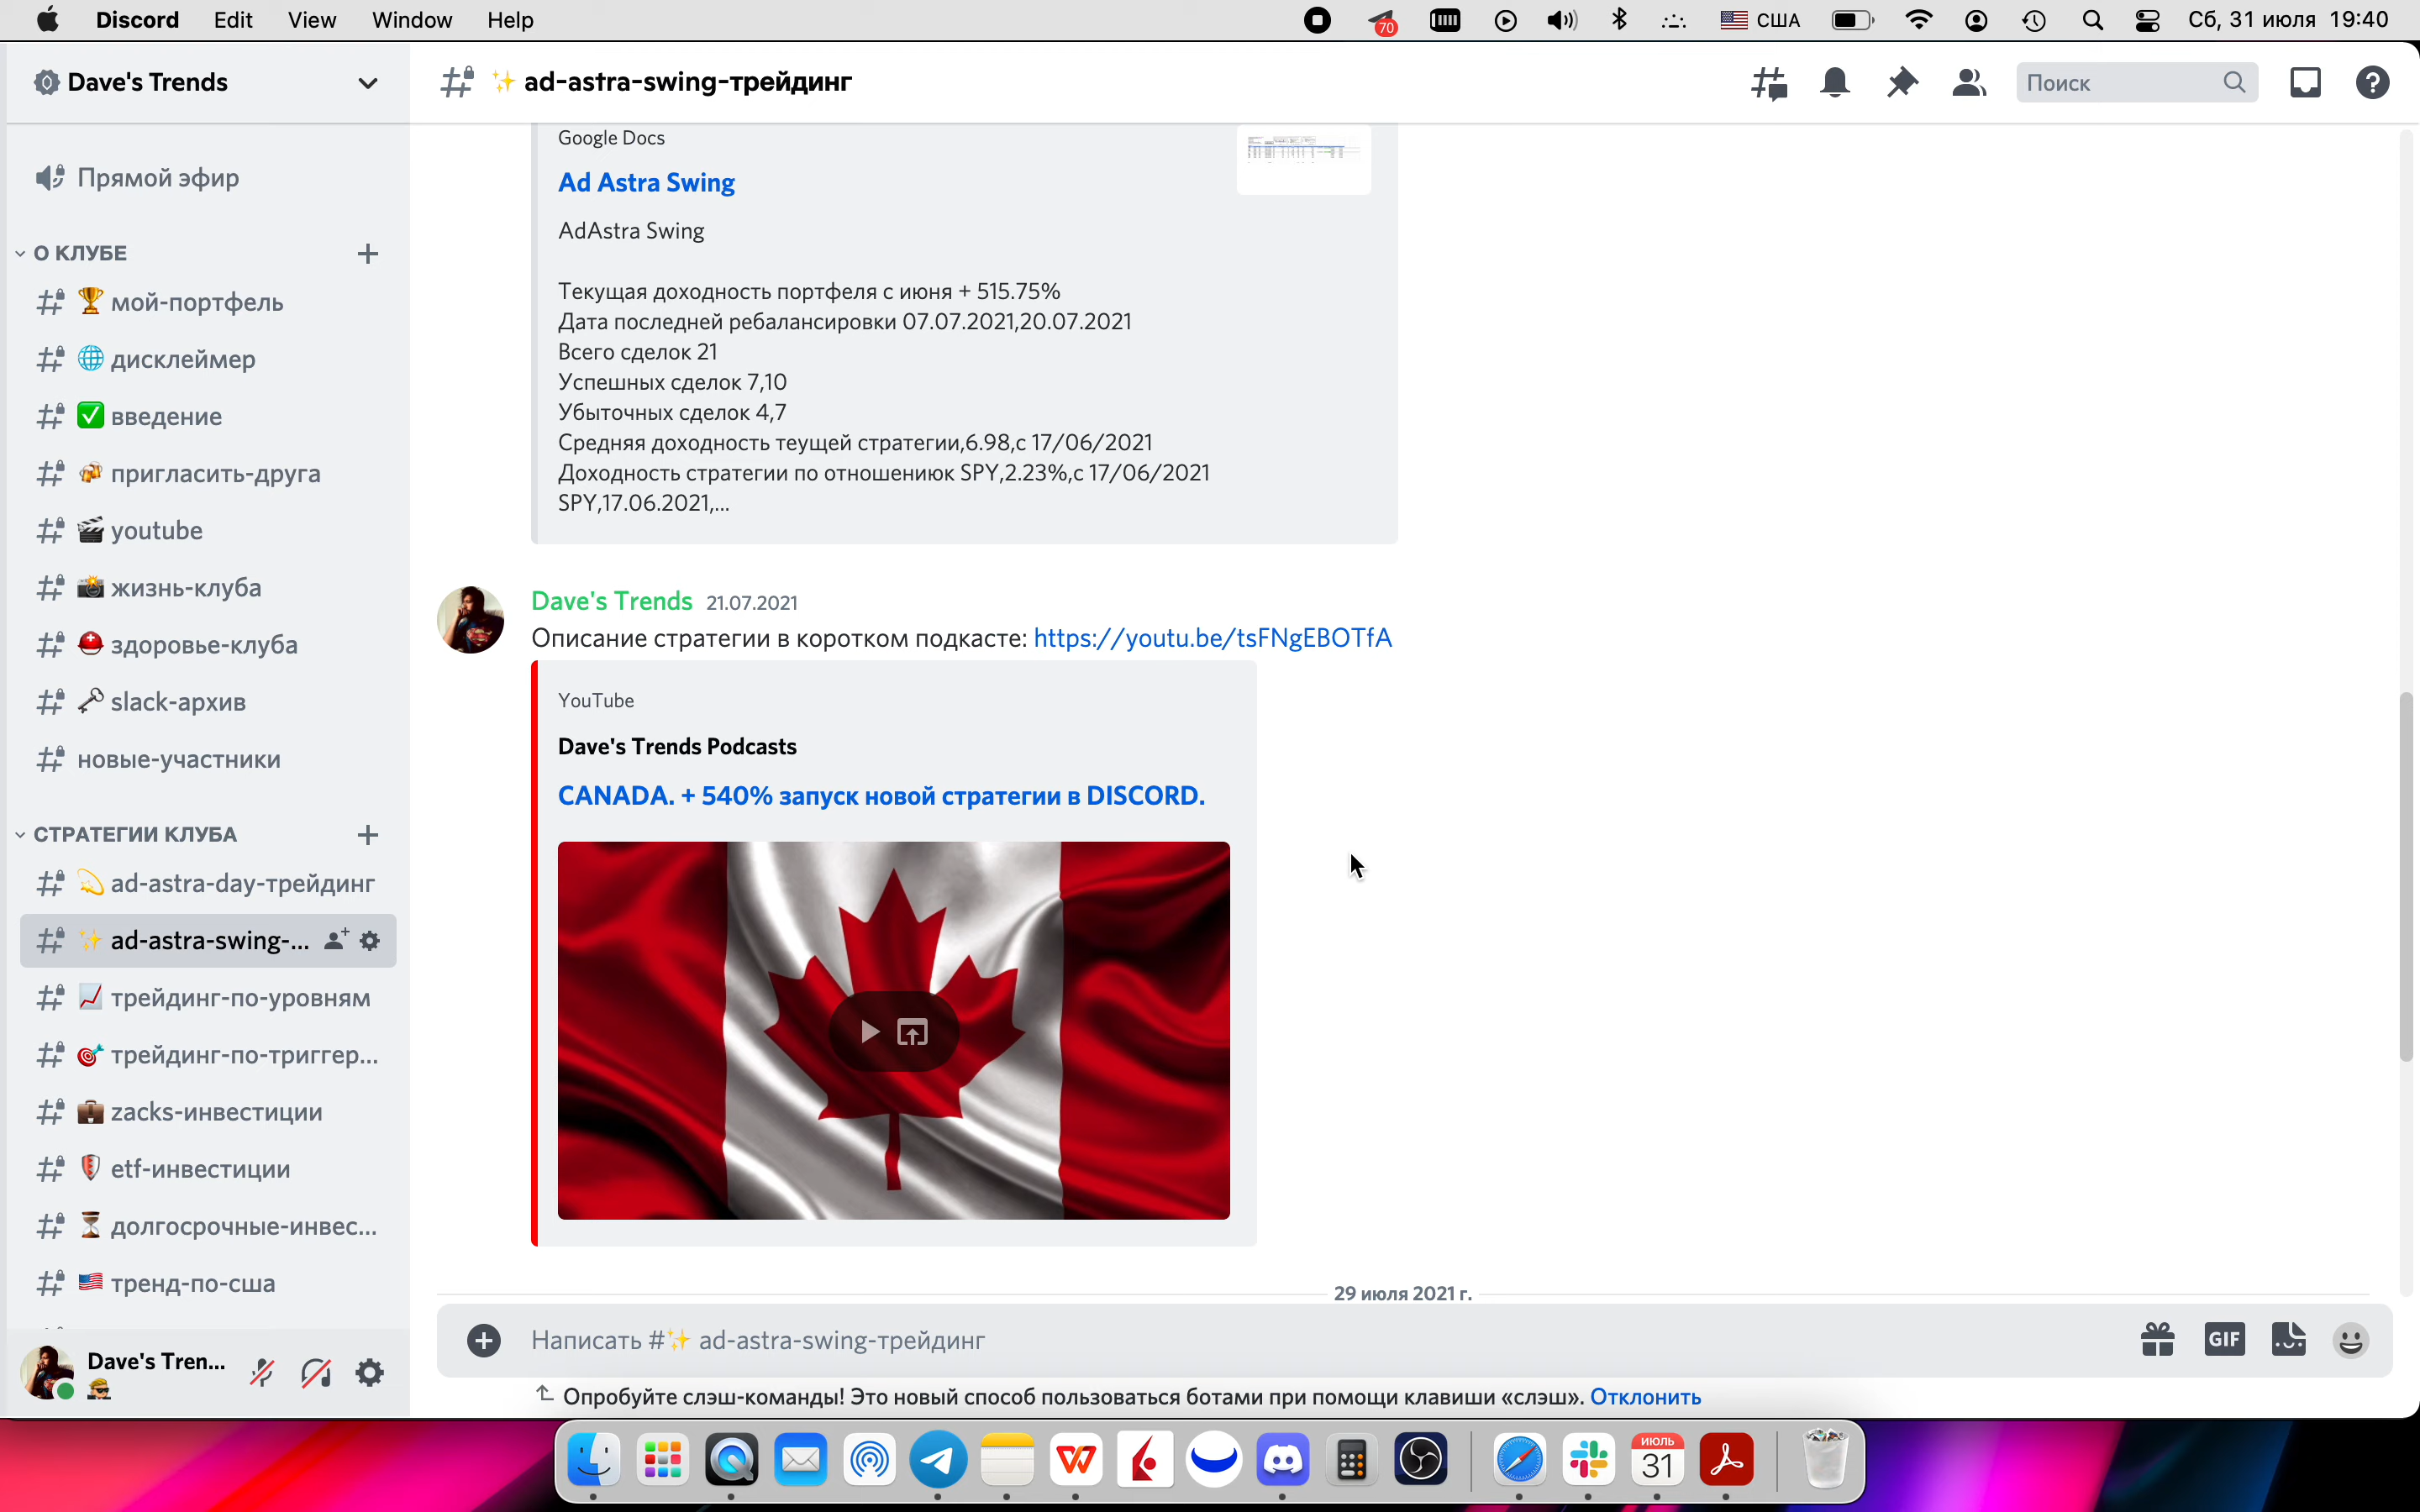 Discord Edit View Window Help
70
США
Сб, 31 июля 19:40
Dave's Trends
ad-astra-swing-трейдинг
Поиск
Прямой эфир
О КЛУБЕ
мой-портфель
дисклеймер
введение
пригласить-друга
youtube
жизнь-клуба
здоровье-клуба
slack-архив
новые-участники
СТРАТЕГИИ КЛУБА
ad-astra-day-трейдинг
ad-astra-swing-...
трейдинг-по-уровням
трейдинг-по-триггер...
zacks-инвестиции
etf-инвестиции
долгосрочные-инвес...
тренд-по-сша
Dave's Tren...
Google Docs
Ad Astra Swing
AdAstra Swing
Текущая доходность портфеля с июня + 515.75%
Дата последней ребалансировки 07.07.2021,20.07.2021
Всего сделок 21
Успешных сделок 7,10
Убыточных сделок 4,7
Средняя доходность теущей стратегии,6.98,с 17/06/2021
Доходность стратегии по отношениюк SPY,2.23%,с 17/06/2021
SPY,17.06.2021,...
Dave's Trends 21.07.2021
Описание стратегии в коротком подкасте: https://youtu.be/tsFNgEBOTfA
YouTube
Dave's Trends Podcasts
CANADA. + 540% запуск новой стратегии в DISCORD.
29 июля 2021 г.
Написать #✨ ad-astra-swing-трейдинг
GIF
Опробуйте слэш-команды! Это новый способ пользоваться ботами при помощи клавиши «слэш». Отклонить
ИЮЛЬ
31